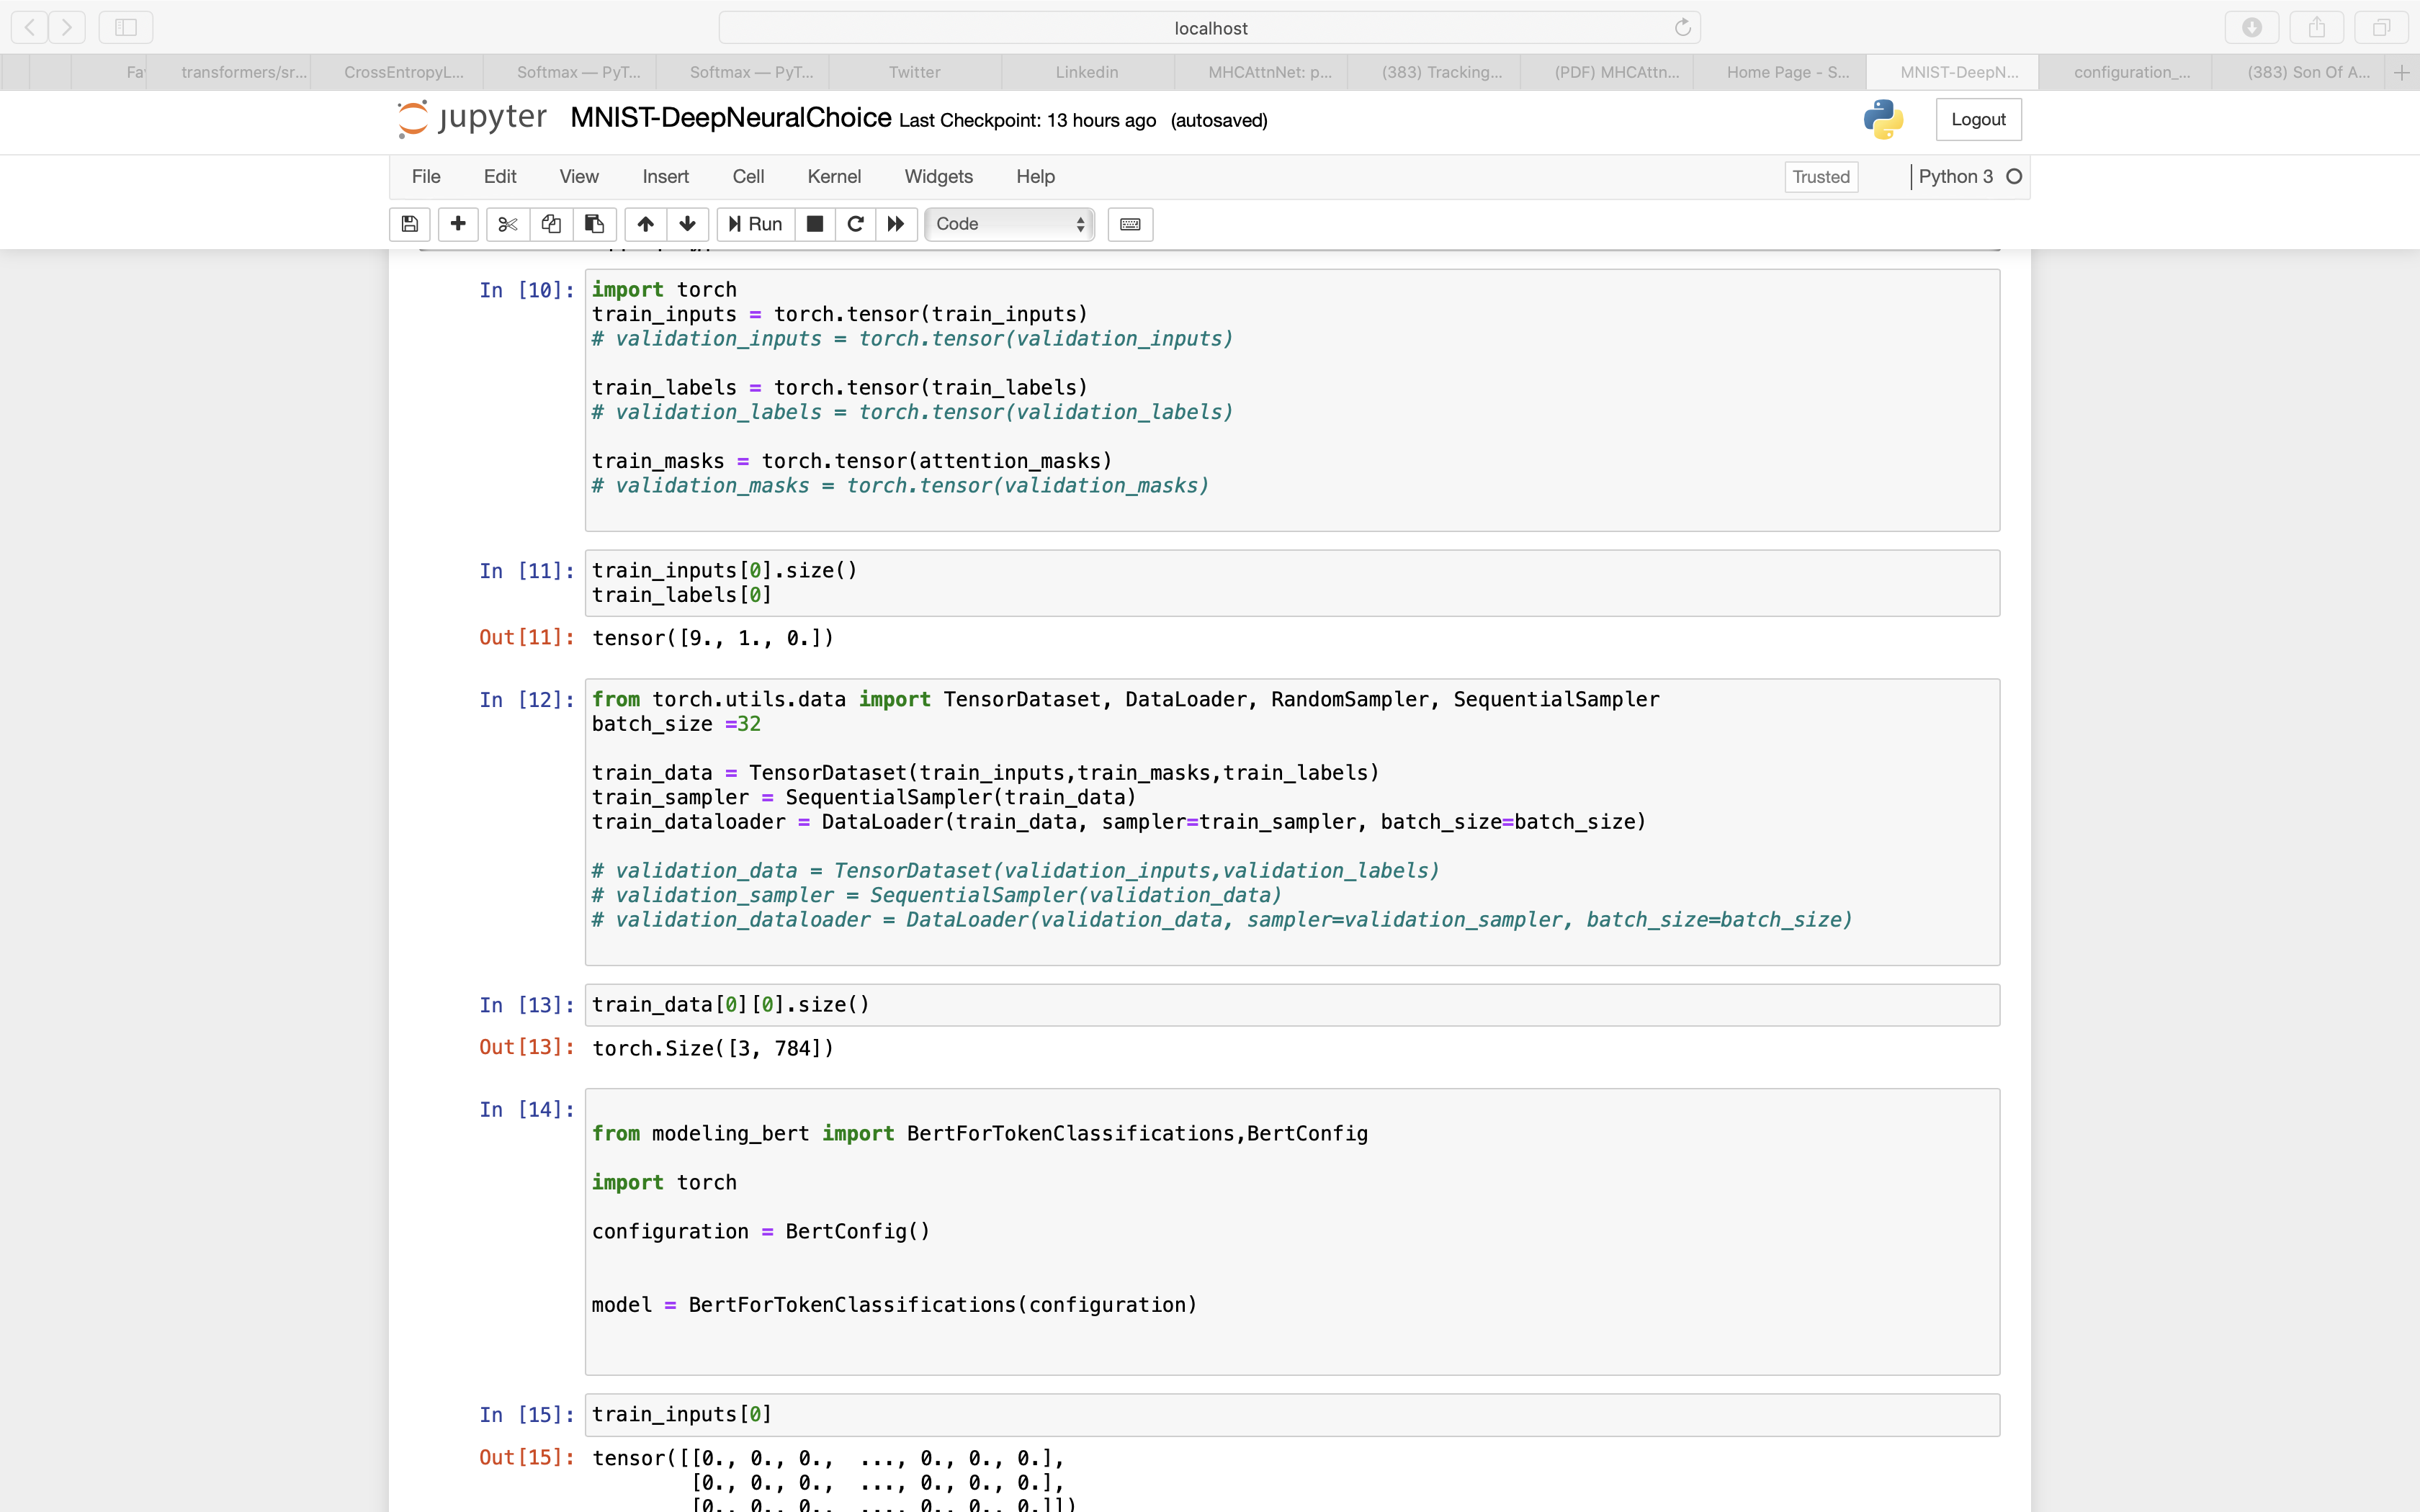 localhost
Fa
transformers/sr... CrossEntropyL... Softmax — PyT... Softmax — PyT... Twitter Linkedin MHCAttnNet: p... (383) Tracking... (PDF) MHCAttn... Home Page - S... MNIST-DeepN... configuration_... (383) Son Of A...
jupyter MNIST-DeepNeuralChoice Last Checkpoint: 13 hours ago (autosaved)
Logout
File Edit View Insert Cell Kernel Widgets Help
Trusted Python 3
Run Code
In [10]: import torch
train_inputs = torch.tensor(train_inputs)
# validation_inputs = torch.tensor(validation_inputs)
train_labels = torch.tensor(train_labels)
# validation_labels = torch.tensor(validation_labels)
train_masks = torch.tensor(attention_masks)
# validation_masks = torch.tensor(validation_masks)
In [11]: train_inputs[0].size()
train_labels[0]
Out[11]: tensor([9., 1., 0.])
In [12]: from torch.utils.data import TensorDataset, DataLoader, RandomSampler, SequentialSampler
batch_size =32
train_data = TensorDataset(train_inputs,train_masks,train_labels)
train_sampler = SequentialSampler(train_data)
train_dataloader = DataLoader(train_data, sampler=train_sampler, batch_size=batch_size)
# validation_data = TensorDataset(validation_inputs,validation_labels)
# validation_sampler = SequentialSampler(validation_data)
# validation_dataloader = DataLoader(validation_data, sampler=validation_sampler, batch_size=batch_size)
In [13]: train_data[0][0].size()
Out[13]: torch.Size([3, 784])
In [14]:
from modeling_bert import BertForTokenClassifications,BertConfig
import torch
configuration = BertConfig()
model = BertForTokenClassifications(configuration)
In [15]: train_inputs[0]
Out[15]: tensor([[0., 0., 0., ..., 0., 0., 0.],
[0., 0., 0., ..., 0., 0., 0.],
[0., 0., 0., ..., 0., 0., 0.]])